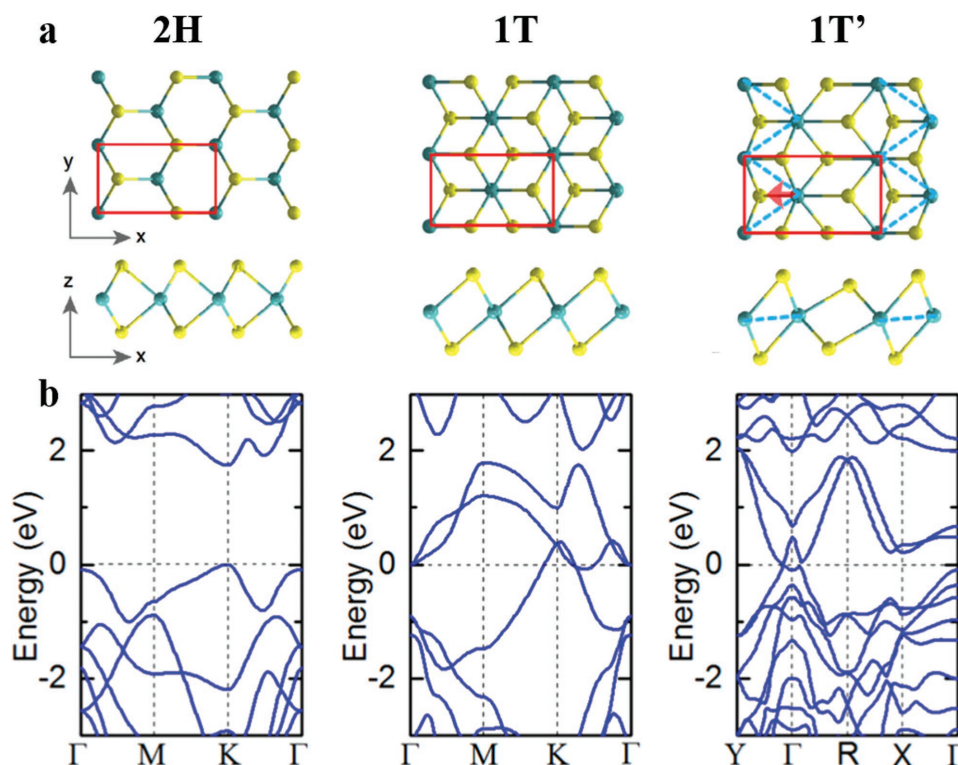 a 2H 1T 1T’
y
x
z
x
b
2 2 2
0 0 0
-2 -2 -2
Energy (eV) Energy (eV) Energy (eV)
Γ M K Γ Γ M K Γ Y Γ R X Γ